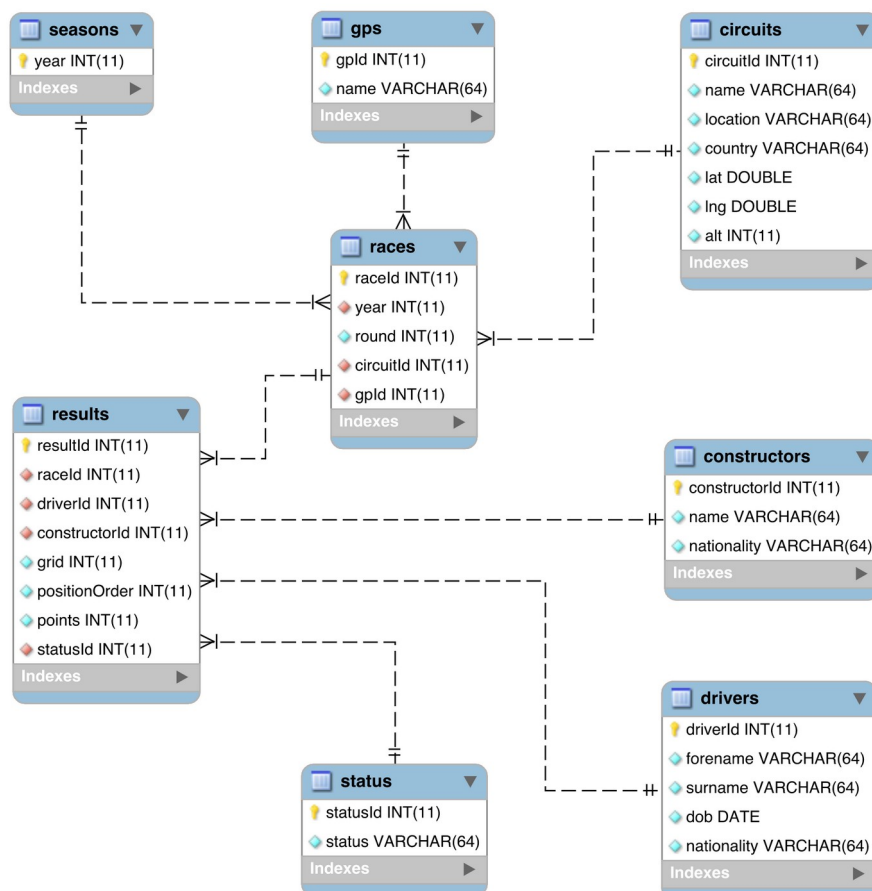 seasons
year INT(11)
Indexes
gps
gpId INT(11)
name VARCHAR(64)
Indexes
circuits
circuitId INT(11)
name VARCHAR(64)
location VARCHAR(64)
country VARCHAR(64)
lat DOUBLE
lng DOUBLE
alt INT(11)
Indexes
races
raceId INT(11)
year INT(11)
round INT(11)
circuitId INT(11)
gpId INT(11)
Indexes
results
resultId INT(11)
raceId INT(11)
driverId INT(11)
constructorId INT(11)
grid INT(11)
positionOrder INT(11)
points INT(11)
statusId INT(11)
Indexes
constructors
constructorId INT(11)
name VARCHAR(64)
nationality VARCHAR(64)
Indexes
status
statusId INT(11)
status VARCHAR(64)
Indexes
drivers
driverId INT(11)
forename VARCHAR(64)
surname VARCHAR(64)
dob DATE
nationality VARCHAR(64)
Indexes